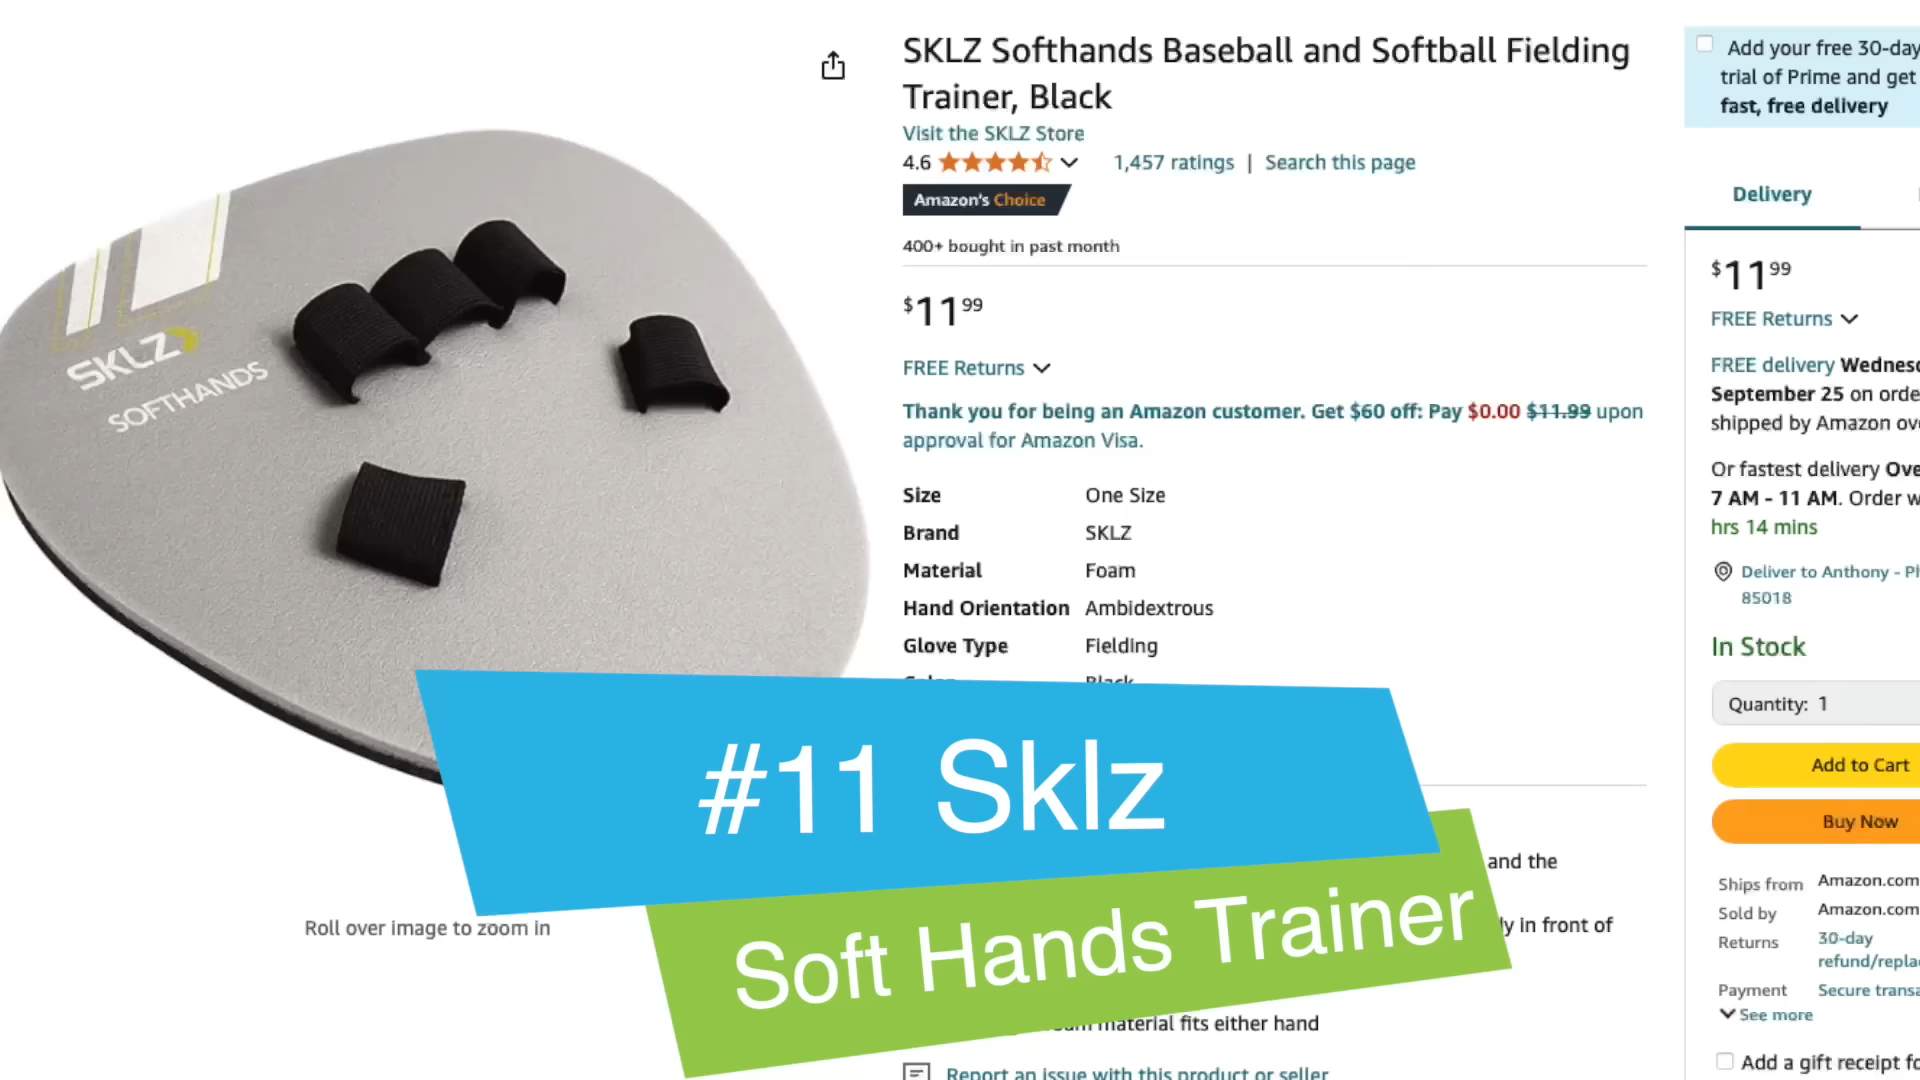 SKLZ
SOFTHANDS
Roll over image to zoom in
SKLZ Softhands Baseball and Softball Fielding
Trainer, Black
Visit the SKLZ Store
4.6
1,457 ratings | Search this page
Amazon's Choice
400+ bought in past month
$11 99
FREE Returns
Thank you for being an Amazon customer. Get $60 off: Pay $0.00 $11.99 upon
approval for Amazon Visa.
Size One Size
Brand SKLZ
Material Foam
Hand Orientation Ambidextrous
Glove Type Fielding
Color Black
#11 Sklz
Soft Hands Trainer
and the
in front of
material fits either hand
Report an issue with this product or seller
Add your free 30-day
trial of Prime and get
fast, free delivery
Delivery
$11 99
FREE Returns
FREE delivery
September 25 on
shipped by Amazon
Or fastest delivery
7 AM - 11 AM. Order
hrs 14 mins
Deliver to Anthony -
85018
In Stock
Quantity: 1
Add to Cart
Buy Now
Ships from Amazon.com
Sold by Amazon.com
Returns 30-day
Payment Secure
See more
Add a gift receipt